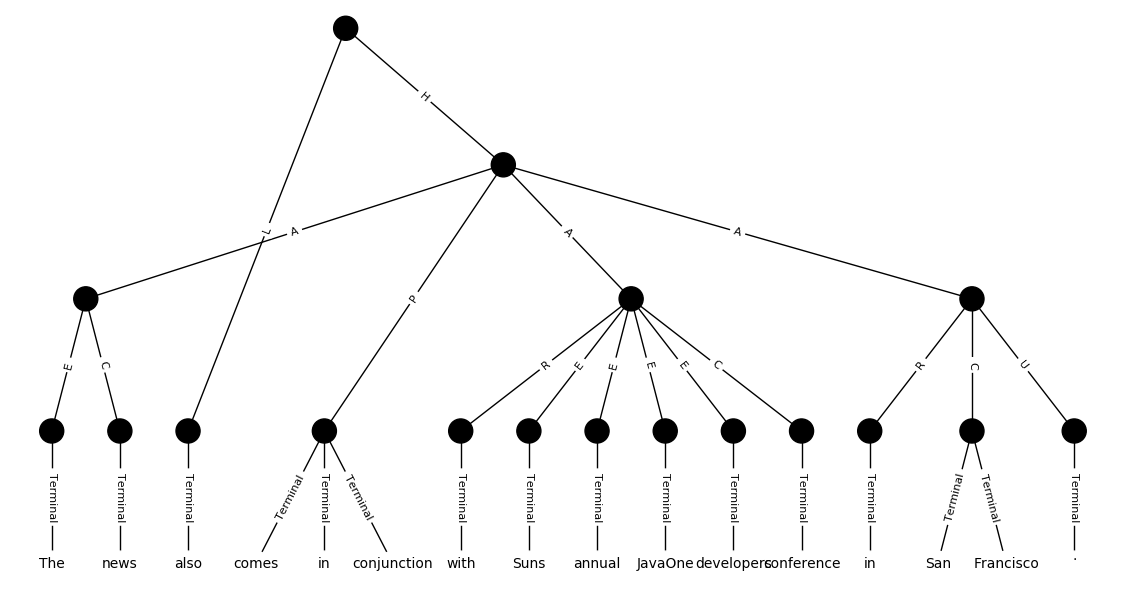 H
L A A A
P
E C R E E E E C R C U
Terminal Terminal Terminal Terminal Terminal Terminal Terminal Terminal Terminal Terminal Terminal Terminal Terminal Terminal Terminal Terminal
The news also comes in conjunction with Suns annual JavaOne developers conference in San Francisco .